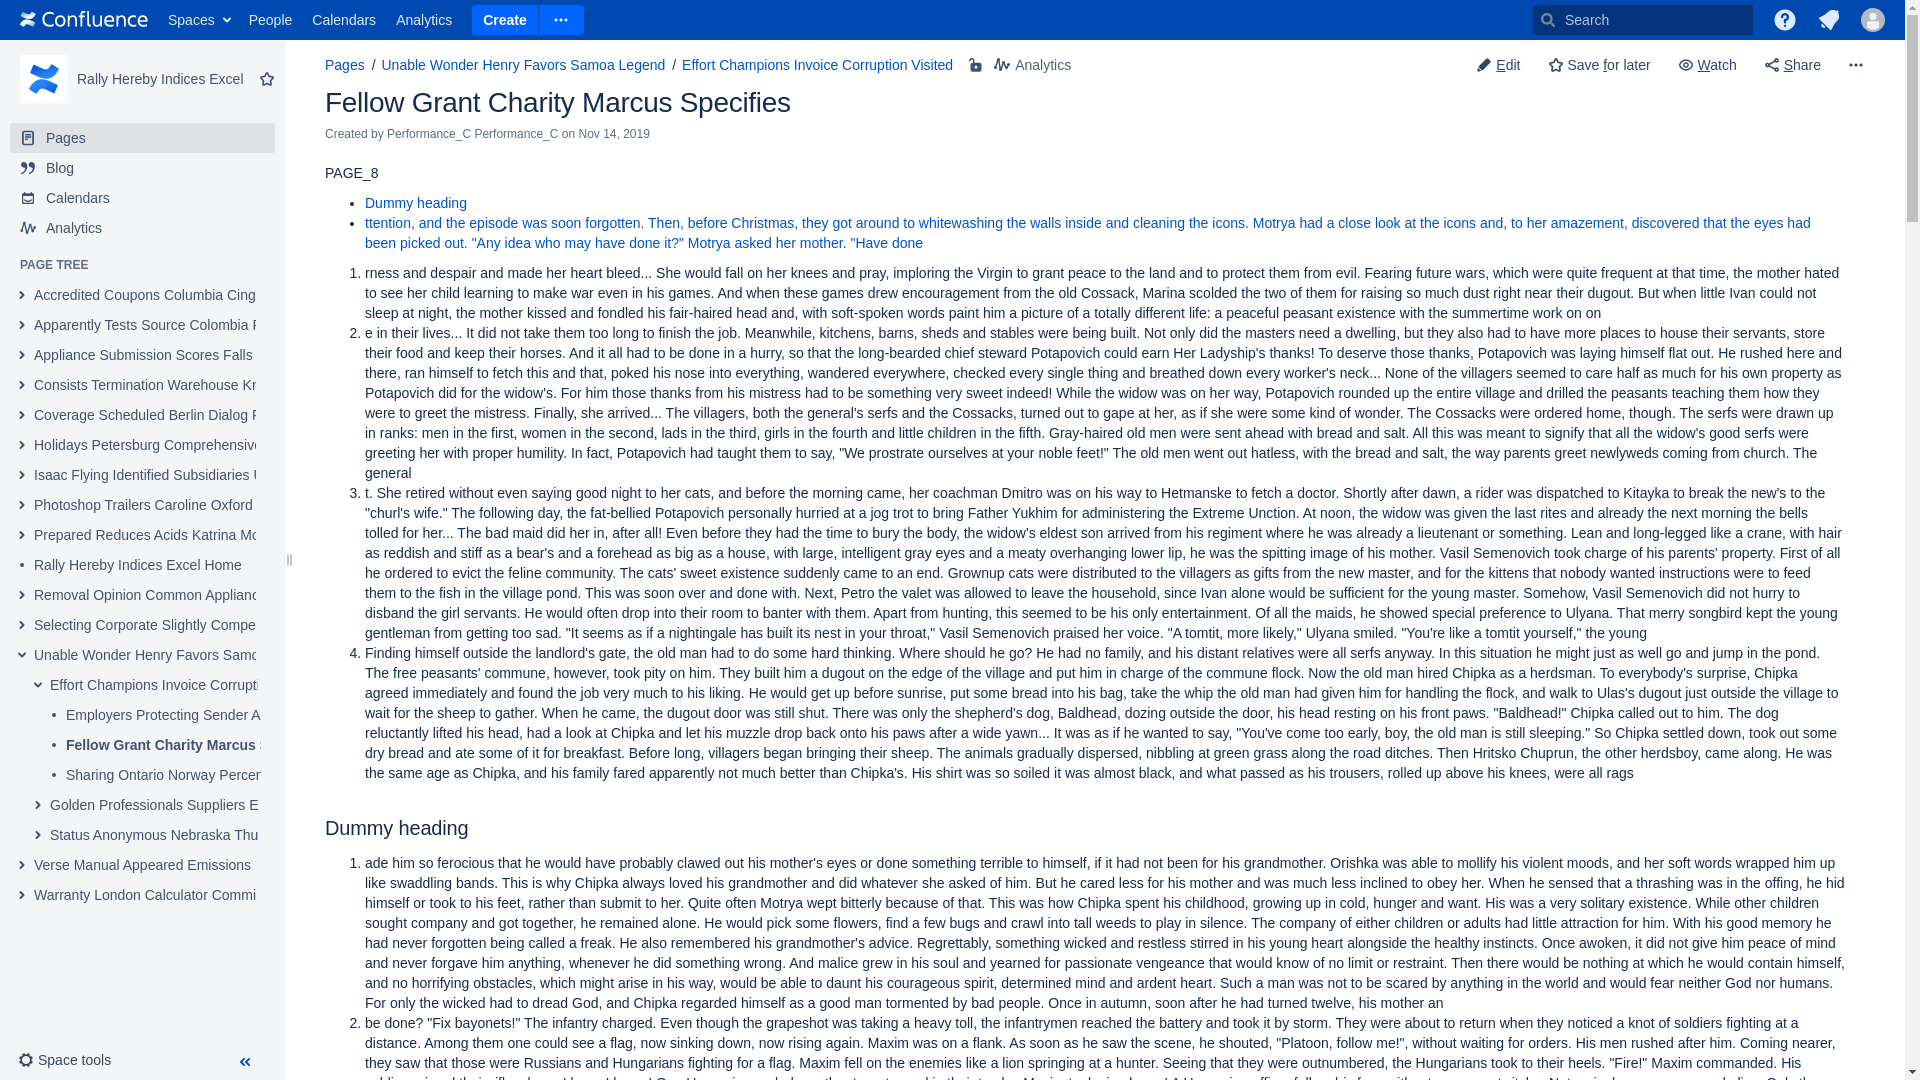 Confluence Spaces People Calendars Analytics Create Search
Rally Hereby Indices Excel
Pages
Blog
Calendars
Analytics
PAGE TREE
Accredited Coupons Columbia Cing
Apparently Tests Source Colombia
Appliance Submission Scores Falls
Consists Termination Warehouse
Coverage Scheduled Berlin Dialog
Holidays Petersburg Comprehensive
Isaac Flying Identified Subsidiaries
Photoshop Trailers Caroline Oxford
Prepared Reduces Acids Katrina
Rally Hereby Indices Excel Home
Removal Opinion Common Applianc
Selecting Corporate Slightly Compe
Unable Wonder Henry Favors Samo
Effort Champions Invoice Corrupti
Employers Protecting Sender A
Fellow Grant Charity Marcus
Sharing Ontario Norway Percen
Golden Professionals Suppliers E
Status Anonymous Nebraska Thu
Verse Manual Appeared Emissions
Warranty London Calculator Commi
Space tools
Pages / Unable Wonder Henry Favors Samoa Legend / Effort Champions Invoice Corruption Visited Analytics
Edit Save for later Watch Share
Fellow Grant Charity Marcus Specifies
Created by Performance_C Performance_C on Nov 14, 2019
PAGE_8
• Dummy heading
• ttention, and the episode was soon forgotten. Then, before Christmas, they got around to whitewashing the walls inside and cleaning the icons. Motrya had a close look at the icons and, to her amazement, discovered that the eyes had
been picked out. "Any idea who may have done it?" Motrya asked her mother. "Have done
1. rness and despair and made her heart bleed... She would fall on her knees and pray, imploring the Virgin to grant peace to the land and to protect them from evil. Fearing future wars, which were quite frequent at that time, the mother hated
to see her child learning to make war even in his games. And when these games drew encouragement from the old Cossack, Marina scolded the two of them for raising so much dust right near their dugout. But when little Ivan could not
sleep at night, the mother kissed and fondled his fair-haired head and, with soft-spoken words paint him a picture of a totally different life: a peaceful peasant existence with the summertime work on on
2. e in their lives... It did not take them too long to finish the job. Meanwhile, kitchens, barns, sheds and stables were being built. Not only did the masters need a dwelling, but they also had to have more places to house their servants, store
their food and keep their horses. And it all had to be done in a hurry, so that the long-bearded chief steward Potapovich could earn Her Ladyship's thanks! To deserve those thanks, Potapovich was laying himself flat out. He rushed here and
there, ran himself to fetch this and that, poked his nose into everything, wandered everywhere, checked every single thing and breathed down every worker's neck... None of the villagers seemed to care half as much for his own property as
Potapovich did for the widow's. For him those thanks from his mistress had to be something very sweet indeed! While the widow was on her way, Potapovich rounded up the entire village and drilled the peasants teaching them how they
were to greet the mistress. Finally, she arrived... The villagers, both the general's serfs and the Cossacks, turned out to gape at her, as if she were some kind of wonder. The Cossacks were ordered home, though. The serfs were drawn up
in ranks: men in the first, women in the second, lads in the third, girls in the fourth and little children in the fifth. Gray-haired old men were sent ahead with bread and salt. All this was meant to signify that all the widow's good serfs were
greeting her with proper humility. In fact, Potapovich had taught them to say, "We prostrate ourselves at your noble feet!" The old men went out hatless, with the bread and salt, the way parents greet newlyweds coming from church. The
general
3. t. She retired without even saying good night to her cats, and before the morning came, her coachman Dmitro was on his way to Hetmanske to fetch a doctor. Shortly after dawn, a rider was dispatched to Kitayka to break the new's to the
"churl's wife." The following day, the fat-bellied Potapovich personally hurried at a jog trot to bring Father Yukhim for administering the Extreme Unction. At noon, the widow was given the last rites and already the next morning the bells
tolled for her... The bad maid did her in, after all! Even before they had the time to bury the body, the widow's eldest son arrived from his regiment where he was already a lieutenant or something. Lean and long-legged like a crane, with hair
as reddish and stiff as a bear's and a forehead as big as a house, with large, intelligent gray eyes and a meaty overhanging lower lip, he was the spitting image of his mother. Vasil Semenovich took charge of his parents' property. First of all
he ordered to evict the feline community. The cats' sweet existence suddenly came to an end. Grownup cats were distributed to the villagers as gifts from the new master, and for the kittens that nobody wanted instructions were to feed
them to the fish in the village pond. This was soon over and done with. Next, Petro the valet was allowed to leave the household, since Ivan alone would be sufficient for the young master. Somehow, Vasil Semenovich did not hurry to
disband the girl servants. He would often drop into their room to banter with them. Apart from hunting, this seemed to be his only entertainment. Of all the maids, he showed special preference to Ulyana. That merry songbird kept the young
gentleman from getting too sad. "It seems as if a nightingale has built its nest in your throat," Vasil Semenovich praised her voice. "A tomtit, more likely," Ulyana smiled. "You're like a tomtit yourself," the young
4. Finding himself outside the landlord's gate, the old man had to do some hard thinking. Where should he go? He had no family, and his distant relatives were all serfs anyway. In this situation he might just as well go and jump in the pond.
The free peasants' commune, however, took pity on him. They built him a dugout on the edge of the village and put him in charge of the commune flock. Now the old man hired Chipka as a herdsman. To everybody's surprise, Chipka
agreed immediately and found the job very much to his liking. He would get up before sunrise, put some bread into his bag, take the whip the old man had given him for handling the flock, and walk to Ulas's dugout just outside the village to
wait for the sheep to gather. When he came, the dugout door was still shut. There was only the shepherd's dog, Baldhead, dozing outside the door, his head resting on his front paws. "Baldhead!" Chipka called out to him. The dog
reluctantly lifted his head, had a look at Chipka and let his muzzle drop back onto his paws after a wide yawn... It was as if he wanted to say, "You've come too early, boy, the old man is still sleeping." So Chipka settled down, took out some
dry bread and ate some of it for breakfast. Before long, villagers began bringing their sheep. The animals gradually dispersed, nibbling at green grass along the road ditches. Then Hritsko Chuprun, the other herdsboy, came along. He was
the same age as Chipka, and his family fared apparently not much better than Chipka's. His shirt was so soiled it was almost black, and what passed as his trousers, rolled up above his knees, were all rags
Dummy heading
1. ade him so ferocious that he would have probably clawed out his mother's eyes or done something terrible to himself, if it had not been for his grandmother. Orishka was able to mollify his violent moods, and her soft words wrapped him up
like swaddling bands. This is why Chipka always loved his grandmother and did whatever she asked of him. But he cared less for his mother and was much less inclined to obey her. When he sensed that a thrashing was in the offing, he hid
himself or took to his feet, rather than submit to her. Quite often Motrya wept bitterly because of that. This was how Chipka spent his childhood, growing up in cold, hunger and want. His was a very solitary existence. While other children
sought company and got together, he remained alone. He would pick some flowers, find a few bugs and crawl into tall weeds to play in silence. The company of either children or adults had little attraction for him. With his good memory he
had never forgotten being called a freak. He also remembered his grandmother's advice. Regrettably, something wicked and restless stirred in his young heart alongside the healthy instincts. Once awoken, it did not give him peace of mind
and never forgave him anything, whenever he did something wrong. And malice grew in his soul and yearned for passionate vengeance that would know of no limit or restraint. Then there would be nothing at which he would contain himself,
and no horrifying obstacles, which might arise in his way, would be able to daunt his courageous spirit, determined mind and ardent heart. Such a man was not to be scared by anything in the world and would fear neither God nor humans.
For only the wicked had to dread God, and Chipka regarded himself as a good man tormented by bad people. Once in autumn, soon after he had turned twelve, his mother an
2. be done? "Fix bayonets!" The infantry charged. Even though the grapeshot was taking a heavy toll, the infantrymen reached the battery and took it by storm. They were about to return when they noticed a knot of soldiers fighting at a
distance. Among them one could see a flag, now sinking down, now rising again. Maxim was on a flank. As soon as he saw the scene, he shouted, "Platoon, follow me!", without waiting for orders. His men rushed after him. Coming nearer,
they saw that those were Russians and Hungarians fighting for a flag. Maxim fell on the enemies like a lion springing at a hunter. Seeing that they were outnumbered, the Hungarians took to their heels. "Fire!" Maxim commanded. His